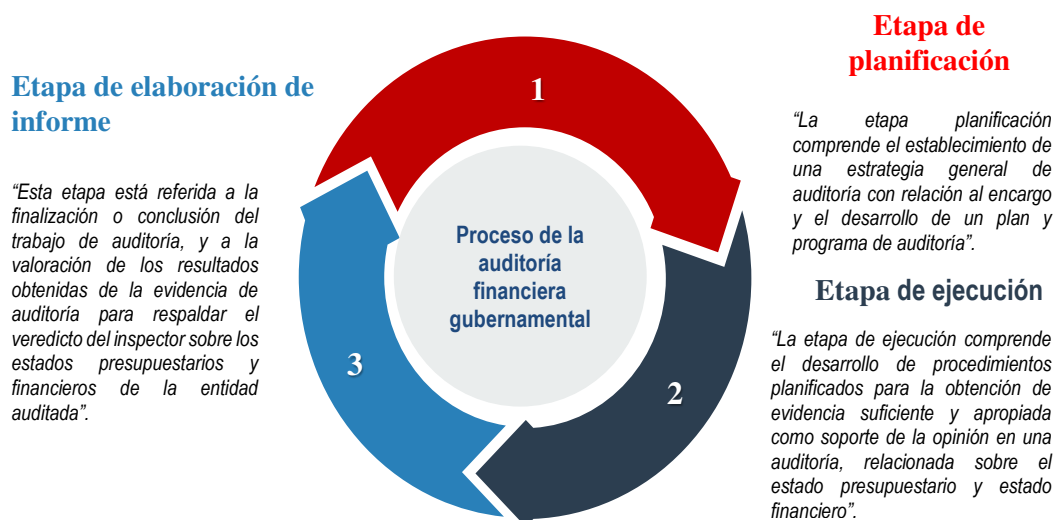 Etapa de
planificación
“La etapa planificación
comprende el establecimiento de
una estrategia general de
auditoría con relación al encargo
y el desarrollo de un plan y
programa de auditoría”.
Etapa de ejecución
“La etapa de ejecución comprende
el desarrollo de procedimientos
planificados para la obtención de
evidencia suficiente y apropiada
como soporte de la opinión en una
auditoría, relacionada sobre el
estado presupuestario y estado
financiero”.
Etapa de elaboración de
informe
“Esta etapa está referida a la
finalización o conclusión del
trabajo de auditoría, y a la
valoración de los resultados
obtenidas de la evidencia de
auditoría para respaldar el
veredicto del inspector sobre los
estados presupuestarios y
financieros de la entidad
auditada”.
1
2
3
Proceso de la
auditoría
financiera
gubernamental